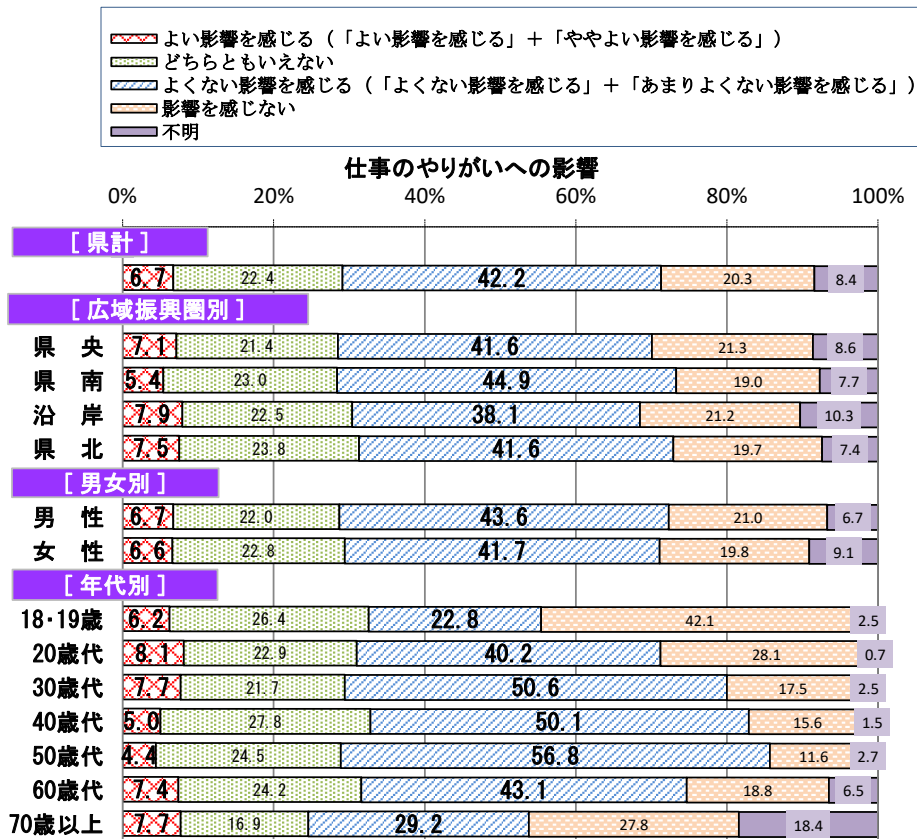 よい影響を感じる（「よい影響を感じる」＋「ややよい影響を感じる」）
どちらともいえない
よくない影響を感じる（「よくない影響を感じる」＋「あまりよくない影響を感じる」）
影響を感じない
不明
仕事のやりがいへの影響
0% 20% 40% 60% 80% 100%
[ 県計 ]
6.7 22.4 42.2 20.3 8.4
[ 広域振興圏別 ]
県　央 7.1 21.4 41.6 21.3 8.6
県　南 5.4 23.0 44.9 19.0 7.7
沿　岸 7.9 22.5 38.1 21.2 10.3
県　北 7.5 23.8 41.6 19.7 7.4
[ 男女別 ]
男　性 6.7 22.0 43.6 21.0 6.7
女　性 6.6 22.8 41.7 19.8 9.1
[ 年代別 ]
18･19歳 6.2 26.4 22.8 42.1 2.5
20歳代 8.1 22.9 40.2 28.1 0.7
30歳代 7.7 21.7 50.6 17.5 2.5
40歳代 5.0 27.8 50.1 15.6 1.5
50歳代 4.4 24.5 56.8 11.6 2.7
60歳代 7.4 24.2 43.1 18.8 6.5
70歳以上 7.7 16.9 29.2 27.8 18.4